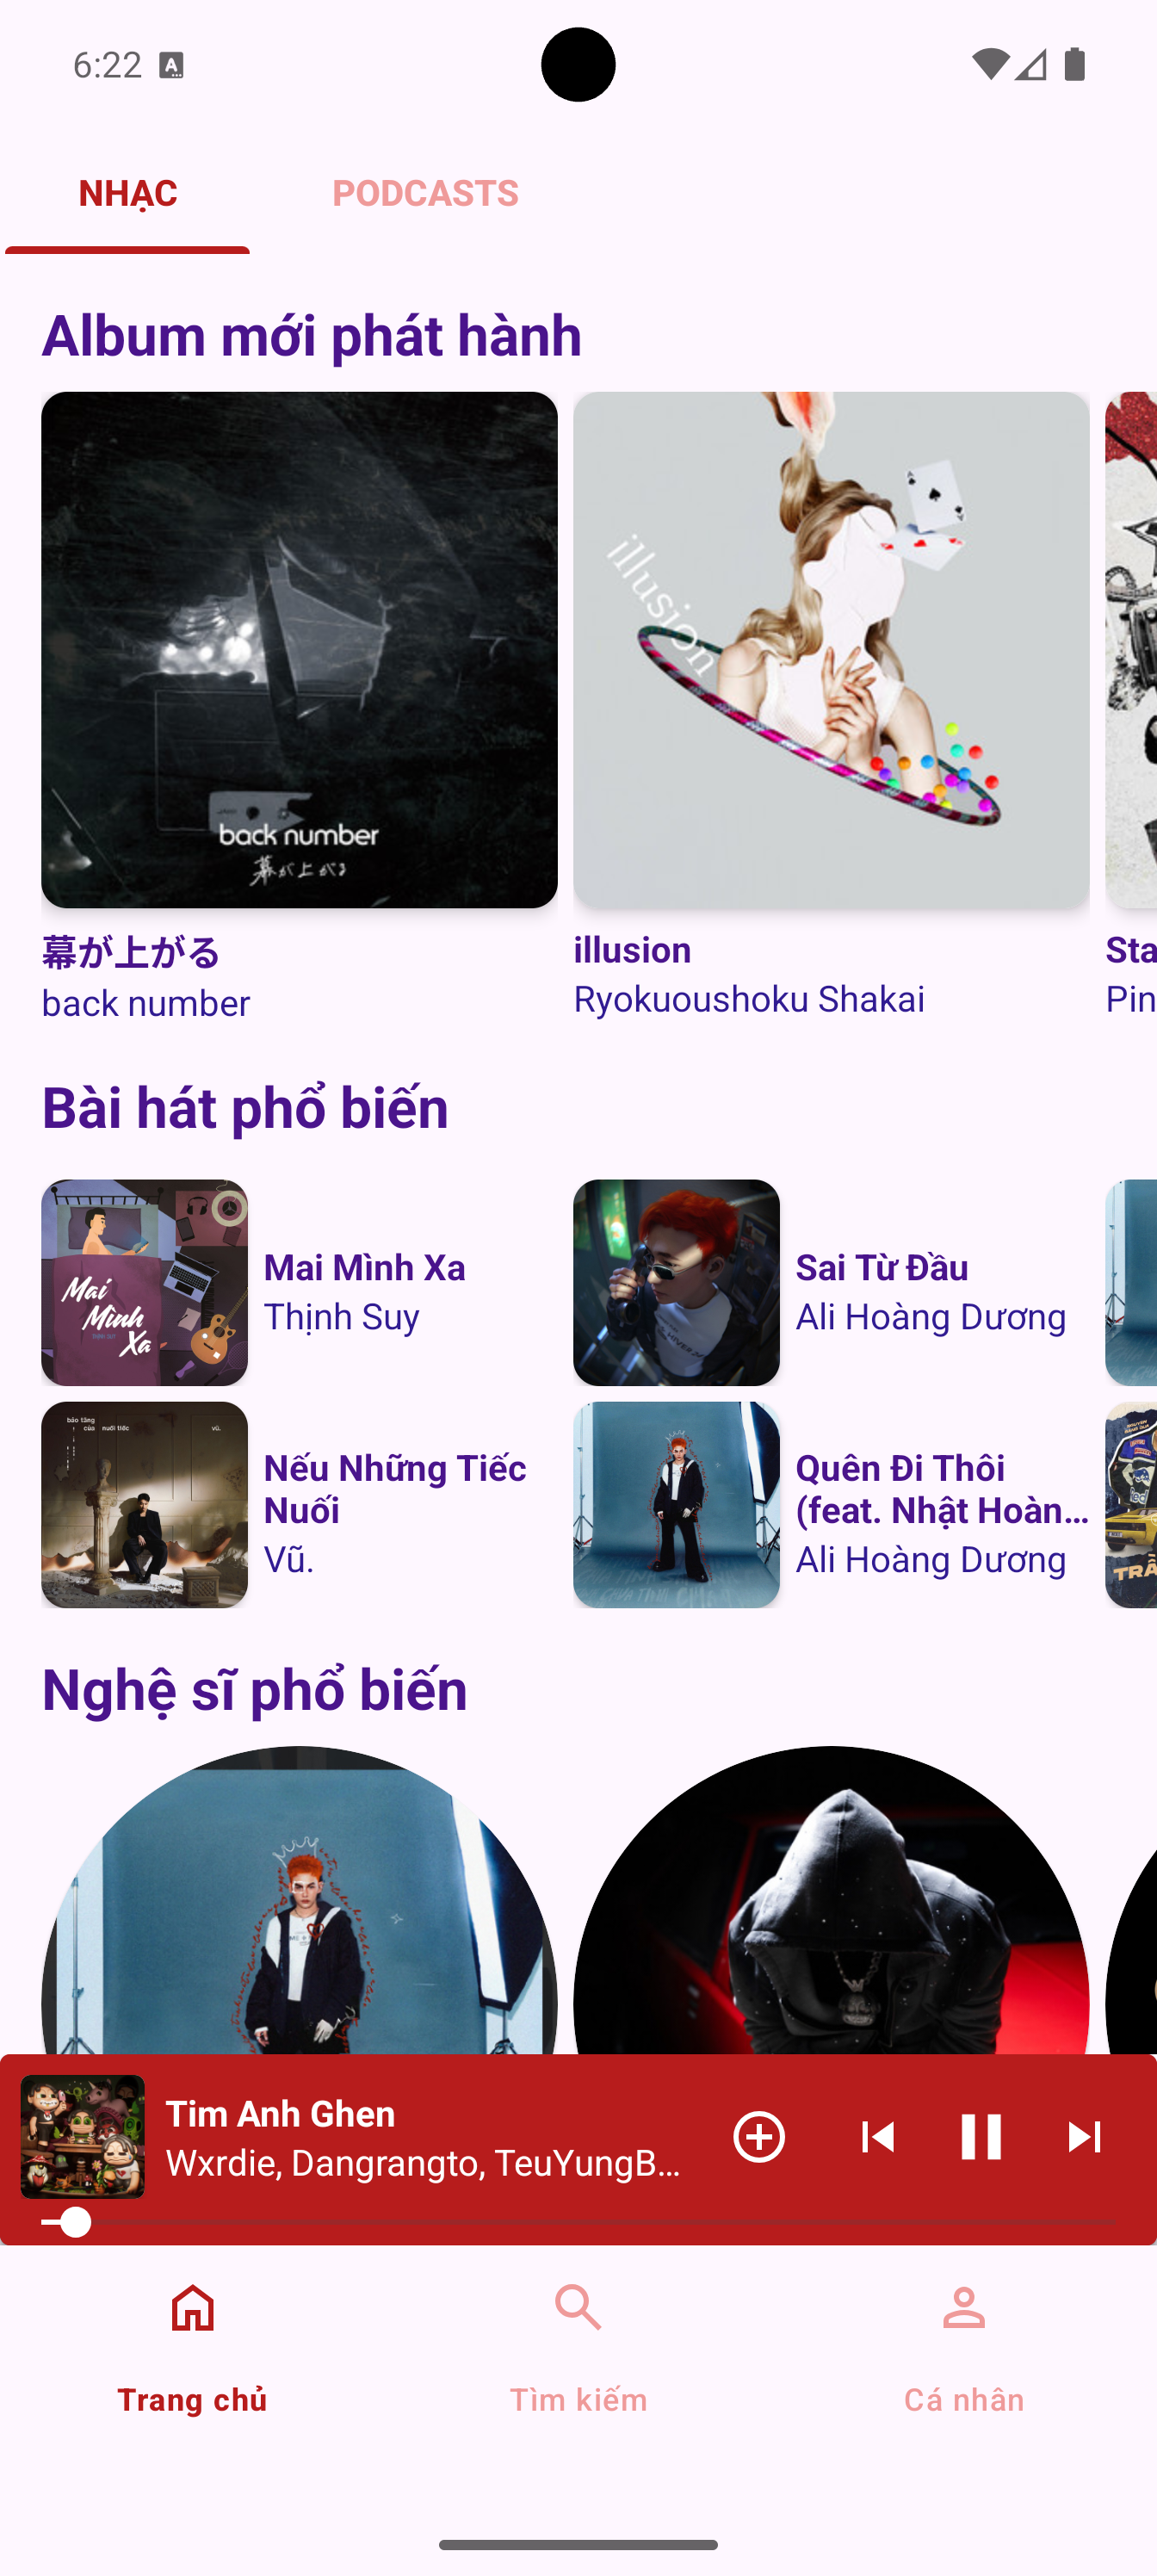 6:22
NHẠC
PODCASTS
Album mới phát hành
illusion
back number
幕が上がる
幕が上がる
back number
illusion
Ryokuoushoku Shakai
Sta
Pin
Bài hát phổ biến
Mai
Mình
Xa
THỊNH SUY
Mai Mình Xa
Thịnh Suy
Sai Từ Đầu
Ali Hoàng Dương
bảo tàng
của nuối tiếc
vũ.
Nếu Những Tiếc
Nuối
Vũ.
Quên Đi Thôi
(feat. Nhật Hoàn...
Ali Hoàng Dương
Nghệ sĩ phổ biến
Tim Anh Ghen
Wxrdie, Dangrangto, TeuYungB...
Trang chủ
Tìm kiếm
Cá nhân